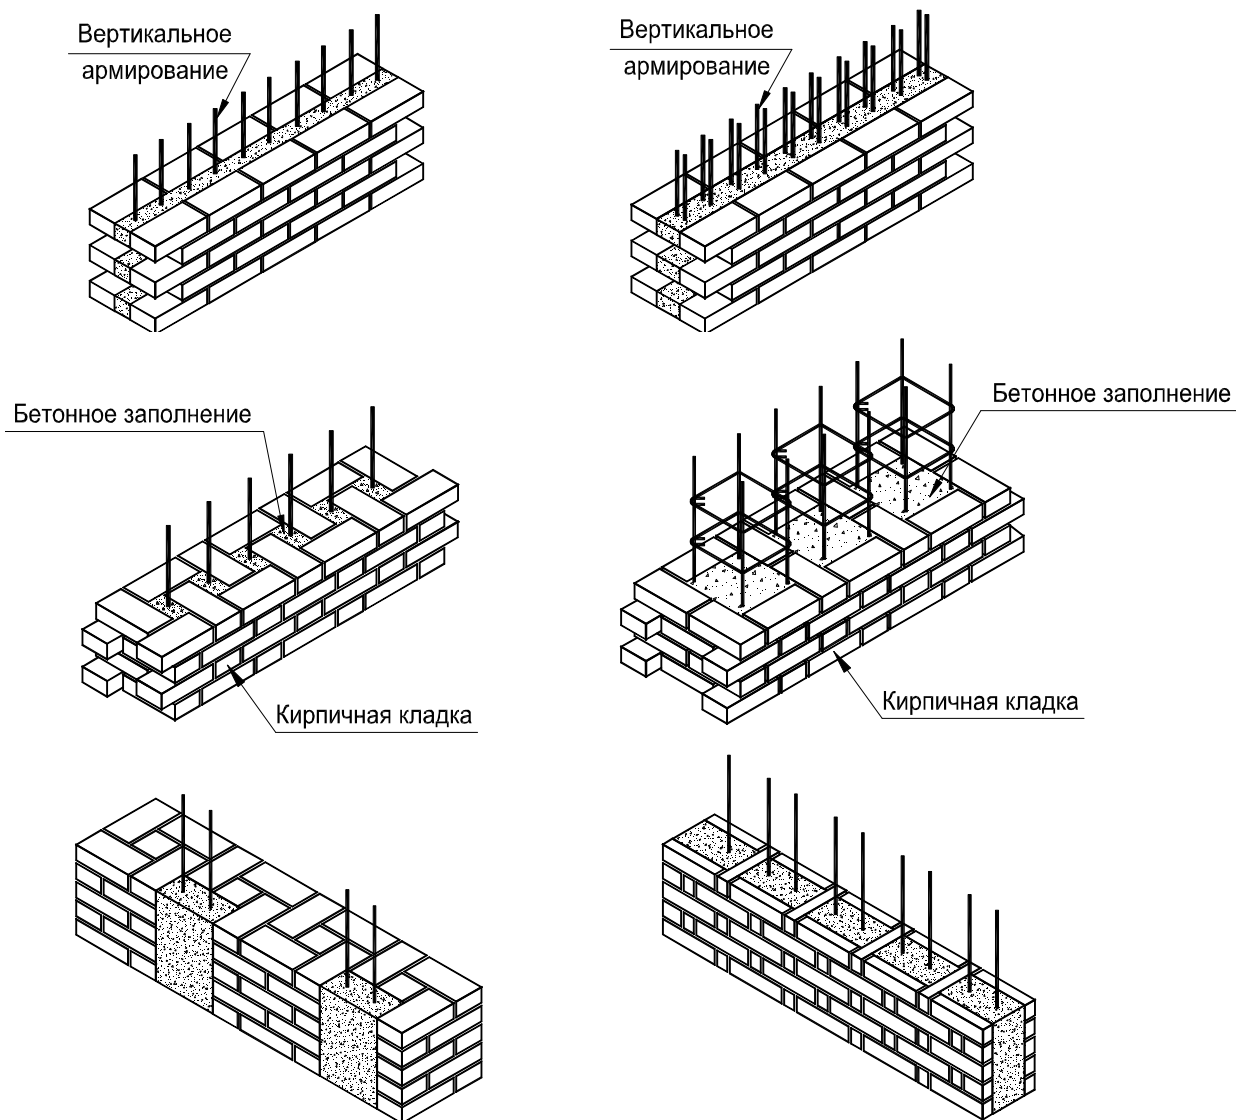 Вертикальное
армирование
Вертикальное
армирование
Бетонное заполнение
Бетонное заполнение
Кирпичная кладка
Кирпичная кладка